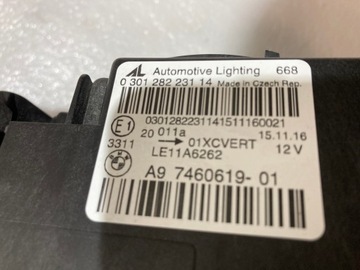 AL Automotive Lighting 668
0 301 282 231 14 Made in Czech Rep.
0301282231141511160021
E1 20 011a 01XCVERT 15.11.16
3311 LE11A6262 12 V
A9 7460619-01